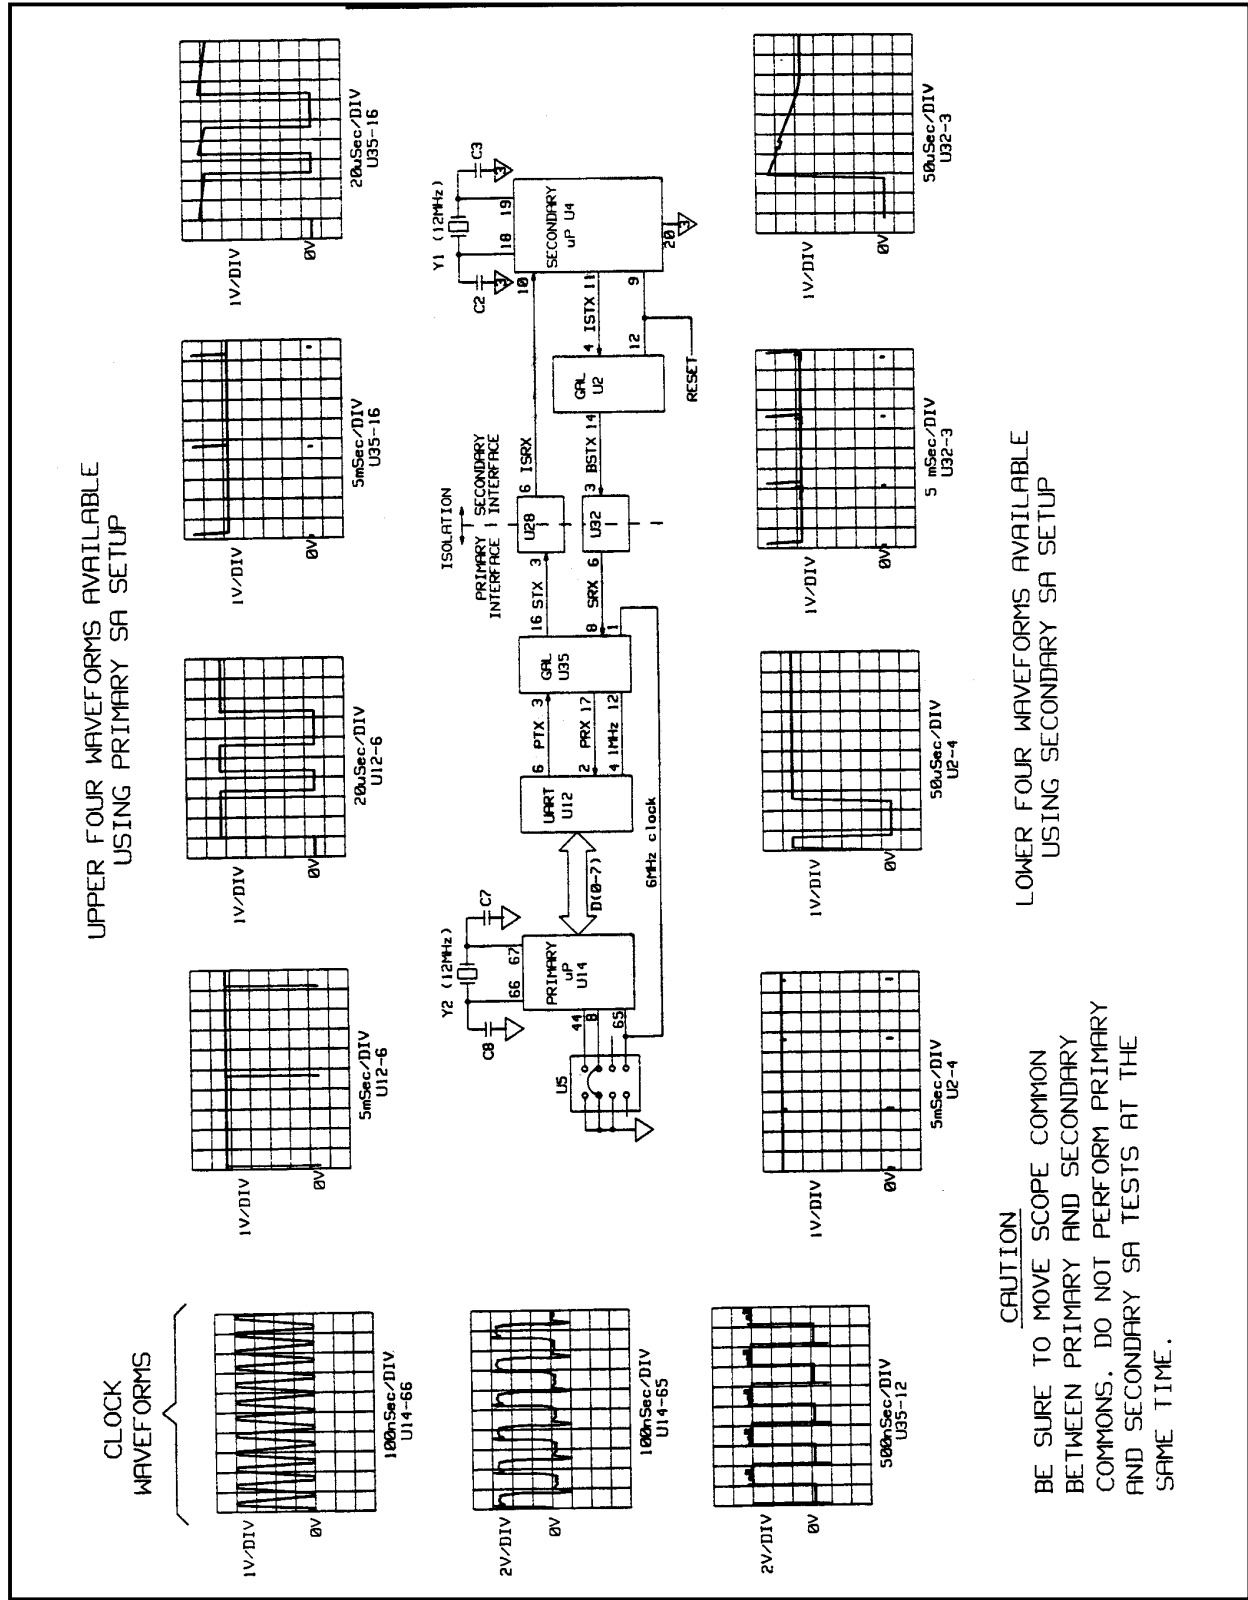 UPPER FOUR WAVEFORMS AVAILABLE
USING PRIMARY SA SETUP
CLOCK
WAVEFORMS
1V/DIV
0V
100nSec/DIV
U14-66
1V/DIV
0V
5mSec/DIV
U12-6
1V/DIV
0V
20uSec/DIV
U12-6
1V/DIV
0V
5mSec/DIV
U35-16
1V/DIV
0V
20uSec/DIV
U35-16
2V/DIV
0V
100nSec/DIV
U14-65
2V/DIV
0V
500nSec/DIV
U35-12
Y2 (12MHz)
C8
C7
66
67
PRIMARY
uP
U14
44
8
65
U5
D(0-7)
6MHz clock
UART
U12
6 PTX 3
2 PRX 17
4 1MHz 12
GAL
U35
16 STX 3
8 SRX 6
1
ISOLATION
PRIMARY
INTERFACE
SECONDARY
INTERFACE
U28
U32
6 ISRX
10
3 BSTX 14
GAL
U2
4 ISTX 11
12
9
RESET
Y1 (12MHz)
C2
3
C3
3
18
19
SECONDARY
uP U4
20
3
1V/DIV
0V
5mSec/DIV
U2-4
1V/DIV
0V
50uSec/DIV
U2-4
1V/DIV
0V
5 mSec/DIV
U32-3
1V/DIV
0V
50uSec/DIV
U32-3
LOWER FOUR WAVEFORMS AVAILABLE
USING SECONDARY SA SETUP
CAUTION
BE SURE TO MOVE SCOPE COMMON
BETWEEN PRIMARY AND SECONDARY
COMMONS. DO NOT PERFORM PRIMARY
AND SECONDARY SA TESTS AT THE
SAME TIME.